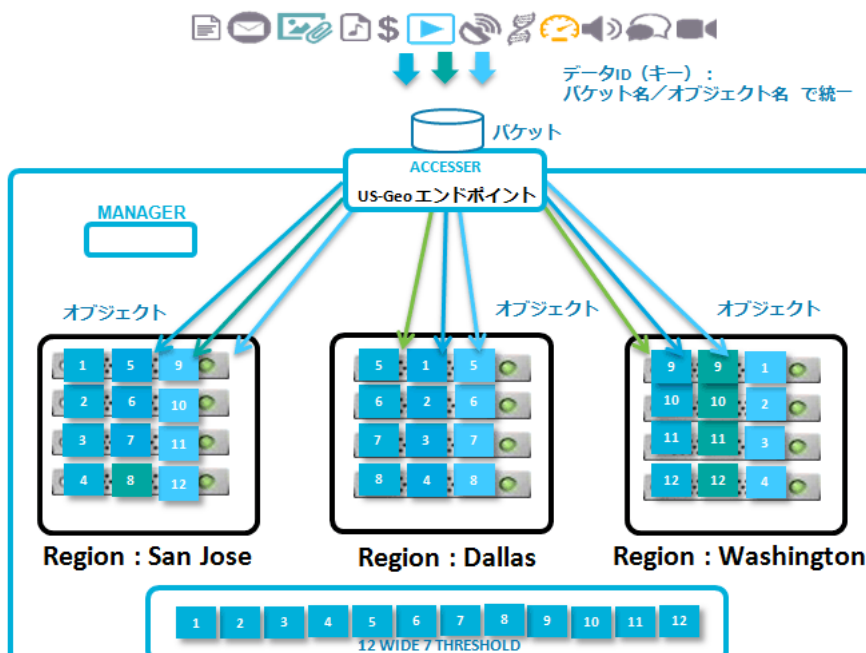 $
データID（キー）：
バケット名／オブジェクト名 で統一
バケット
ACCESSER
US-Geo エンドポイント
MANAGER
オブジェクト
オブジェクト
オブジェクト
1 5 9
2 6 10
3 7 11
4 8 12
5 1 5
6 2 6
7 3 7
8 4 8
9 9 1
10 10 2
11 11 3
12 12 4
Region : San Jose
Region : Dallas
Region : Washington
1 2 3 4 5 6 7 8 9 10 11 12
12 WIDE 7 THRESHOLD